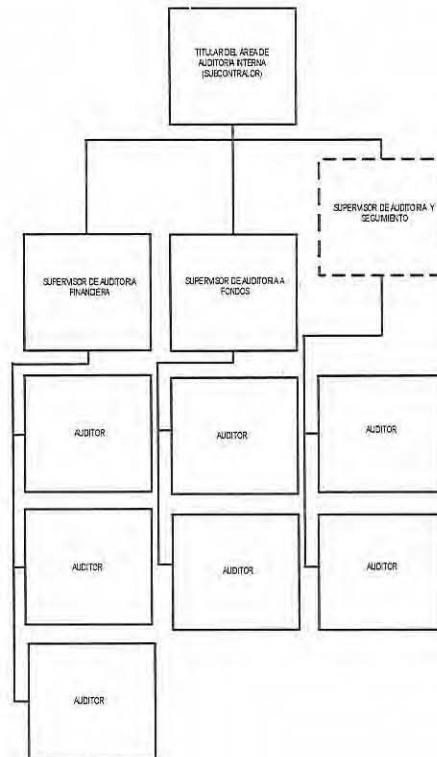 TITULAR DEL AREA DE
AUDITORIA INTERNA
(SUBCONTRALOR)
SUPERVISOR DE AUDITORIA Y
SEGUIMIENTO
SUPERVISOR DE AUDITORIA
FINANCIERA
SUPERVISOR DE AUDITORIA A
FONDOS
AUDITOR
AUDITOR
AUDITOR
AUDITOR
AUDITOR
AUDITOR
AUDITOR